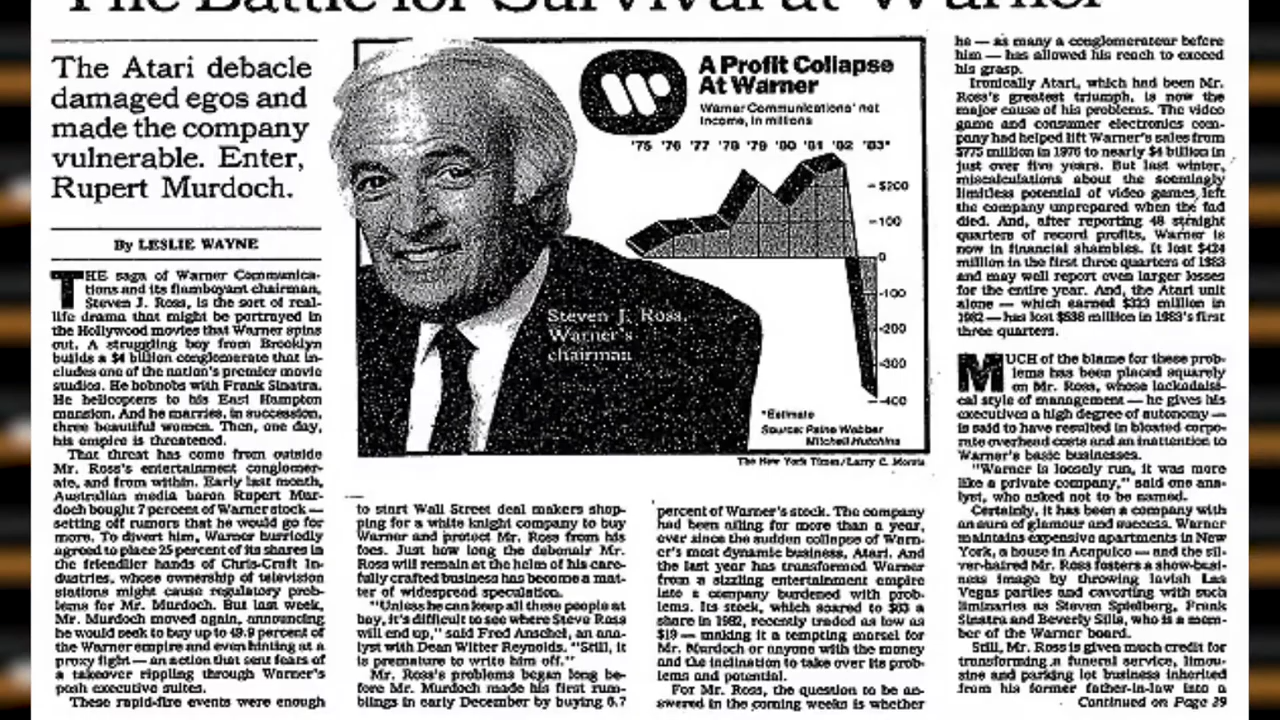 The Battle for Survival at Warner
The Atari debacle
damaged egos and
made the company
vulnerable. Enter,
Rupert Murdoch.
By LESLIE WAYNE
THE saga of Warner Communica-
tions and its flamboyant chairman,
Steven J. Ross, is the sort of real-
life drama that might be portrayed in
the Hollywood movies that Warner spins
out. A struggling boy from Brooklyn
builds a $4 billion conglomerate that in-
cludes one of the nation's premier movie
studios. He hobnobs with Frank Sinatra.
He helicopters to his East Hampton
mansion. And he marries, in succession,
three beautiful women. Then, one day,
his empire is threatened.
That threat has come from outside
Mr. Ross's entertainment conglomer-
ate, and from within. Early last month,
Australian media baron Rupert Mur-
doch bought 7 percent of Warner stock —
setting off rumors that he would go for
more. To divert him, Warner hurriedly
agreed to place 25 percent of its shares in
the friendlier hands of Chris-Craft In-
dustries, whose ownership of television
stations might cause regulatory prob-
lems for Mr. Murdoch. But last week,
Mr. Murdoch moved again, announcing
he would seek to buy up to 49.9 percent of
the Warner empire and even hinting at a
proxy fight — an action that sent fears of
a takeover rippling through Warner's
posh executive suites.
These rapid-fire events were enough
A Profit Collapse
At Warner
Warner Communications' net
income, in millions
'75 '76 '77 '78 '79 '80 '81 '82 '83*
$200
100
0
-100
-200
-300
-400
Steven J. Ross,
Warner's
chairman
*Estimate
Source: Paine Webber
Mitchell Hutchins
The New York Times/Larry C. Morris
to start Wall Street deal makers shop-
ping for a white knight company to buy
Warner and protect Mr. Ross from his
foes. Just how long the debonair Mr.
Ross will remain at the helm of his care-
fully crafted business has become a mat-
ter of widespread speculation.
"Unless he can keep all these people at
bay, it's difficult to see where Steve Ross
will end up," said Fred Anschel, an ana-
lyst with Dean Witter Reynolds. "Still, it
is premature to write him off."
Mr. Ross's problems began long be-
fore Mr. Murdoch made his first rum-
blings in early December by buying 6.7
percent of Warner's stock. The company
had been ailing for more than a year,
ever since the sudden collapse of Warn-
er's most dynamic business, Atari. And
the last year has transformed Warner
from a sizzling entertainment empire
into a company burdened with prob-
lems. Its stock, which soared to $63 a
share in 1982, recently traded as low as
$19 — making it a tempting morsel for
Mr. Murdoch or anyone with the money
and the inclination to take over its prob-
lems and potential.
For Mr. Ross, the question to be an-
swered in the coming weeks is whether
he — as many a conglomerateur before
him — has allowed his reach to exceed
his grasp.
Ironically Atari, which had been Mr.
Ross's greatest triumph, is now the
major cause of his problems. The video
game and consumer electronics com-
pany had helped lift Warner's sales from
$775 million in 1976 to nearly $4 billion in
just over five years. But last winter,
miscalculations about the seemingly
limitless potential of video games left
the company unprepared when the fad
died. And, after reporting 48 straight
quarters of record profits, Warner is
now in financial shambles. It lost $424
million in the first three quarters of 1983
and may well report even larger losses
for the entire year. And, the Atari unit
alone — which earned $323 million in
1982 — has lost $536 million in 1983's first
three quarters.
MUCH of the blame for these prob-
lems has been placed squarely
on Mr. Ross, whose lackadaisi-
cal style of management — he gives his
executives a high degree of autonomy —
is said to have resulted in bloated corpo-
rate overhead costs and an inattention to
Warner's basic businesses.
"Warner is loosely run, it was more
like a private company," said one ana-
lyst, who asked not to be named.
Certainly, it has been a company with
an aura of glamour and success. Warner
maintains expensive apartments in New
York, a house in Acapulco — and the sil-
ver-haired Mr. Ross fosters a show-busi-
ness image by throwing lavish Las
Vegas parties and cavorting with such
luminaries as Steven Spielberg, Frank
Sinatra and Beverly Sills, who is a mem-
ber of the Warner board.
Still, Mr. Ross is given much credit for
transforming a funeral service, limou-
sine and parking lot business inherited
from his former father-in-law into a
Continued on Page 29